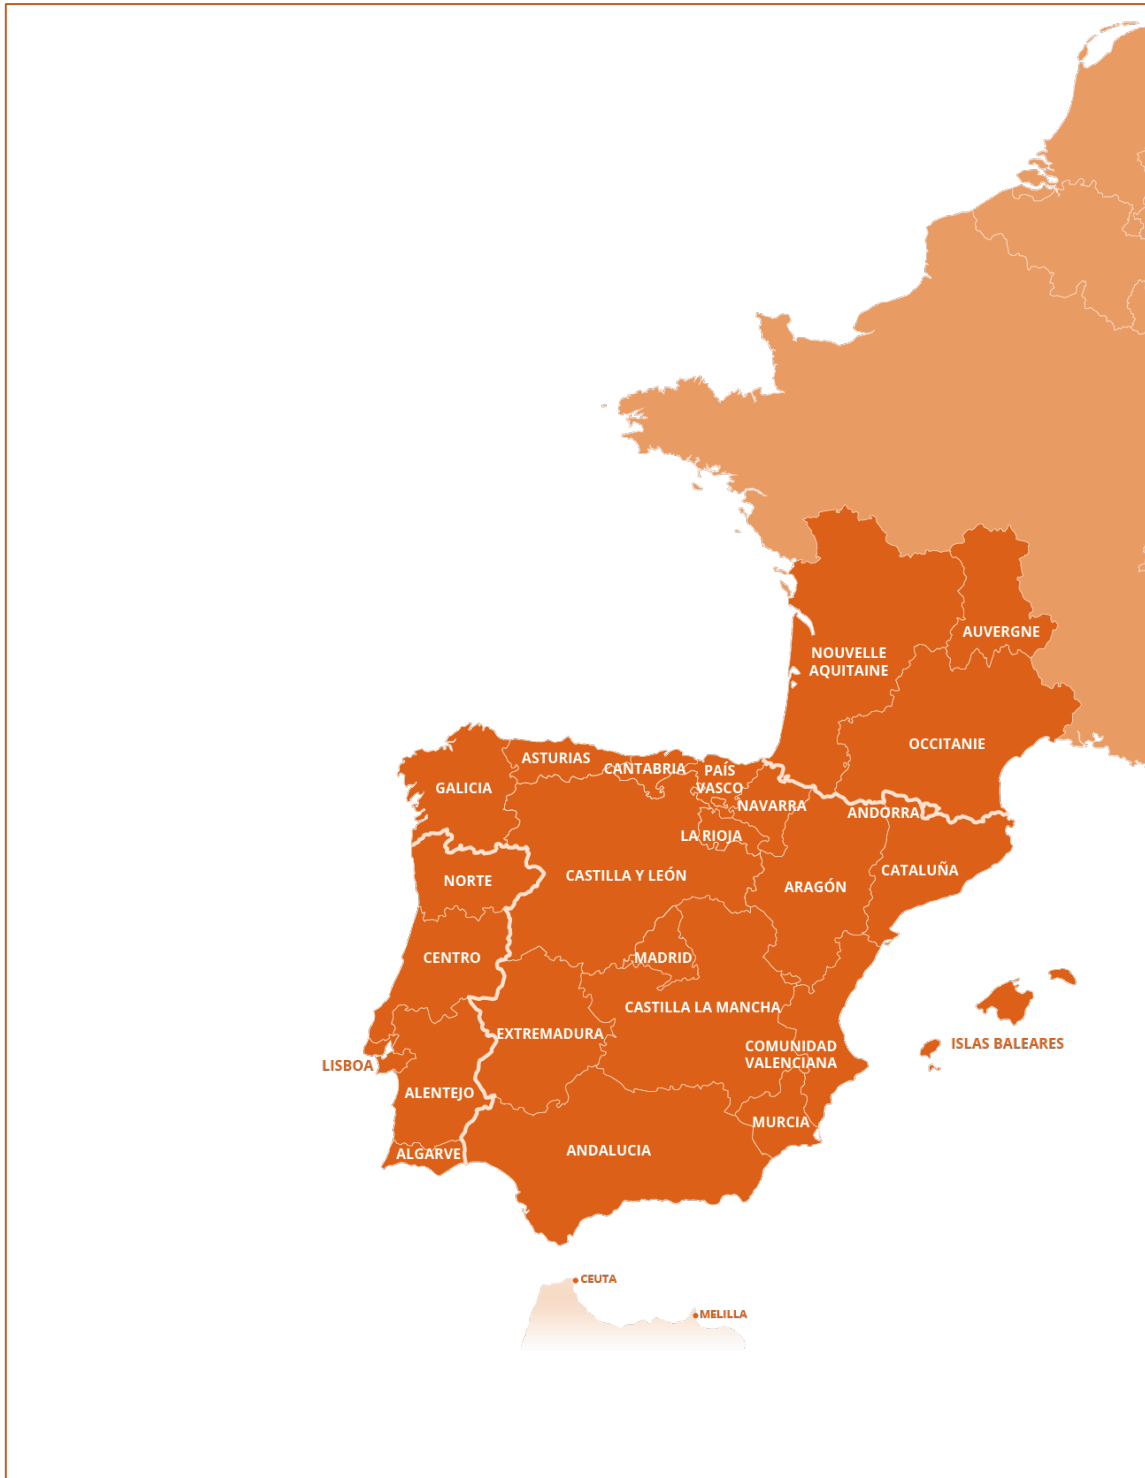 AUVERGNE
NOUVELLE
AQUITAINE
OCCITANIE
ASTURIAS
CANTABRIA
PAÍS
VASCO
GALICIA
NAVARRA
ANDORRA
LA RIOJA
CATALUÑA
CASTILLA Y LEÓN
NORTE
ARAGÓN
CENTRO
MADRID
CASTILLA LA MANCHA
EXTREMADURA
COMUNIDAD
VALENCIANA
ISLAS BALEARES
LISBOA
ALENTEJO
MURCIA
ANDALUCIA
ALGARVE
CEUTA
MELILLA